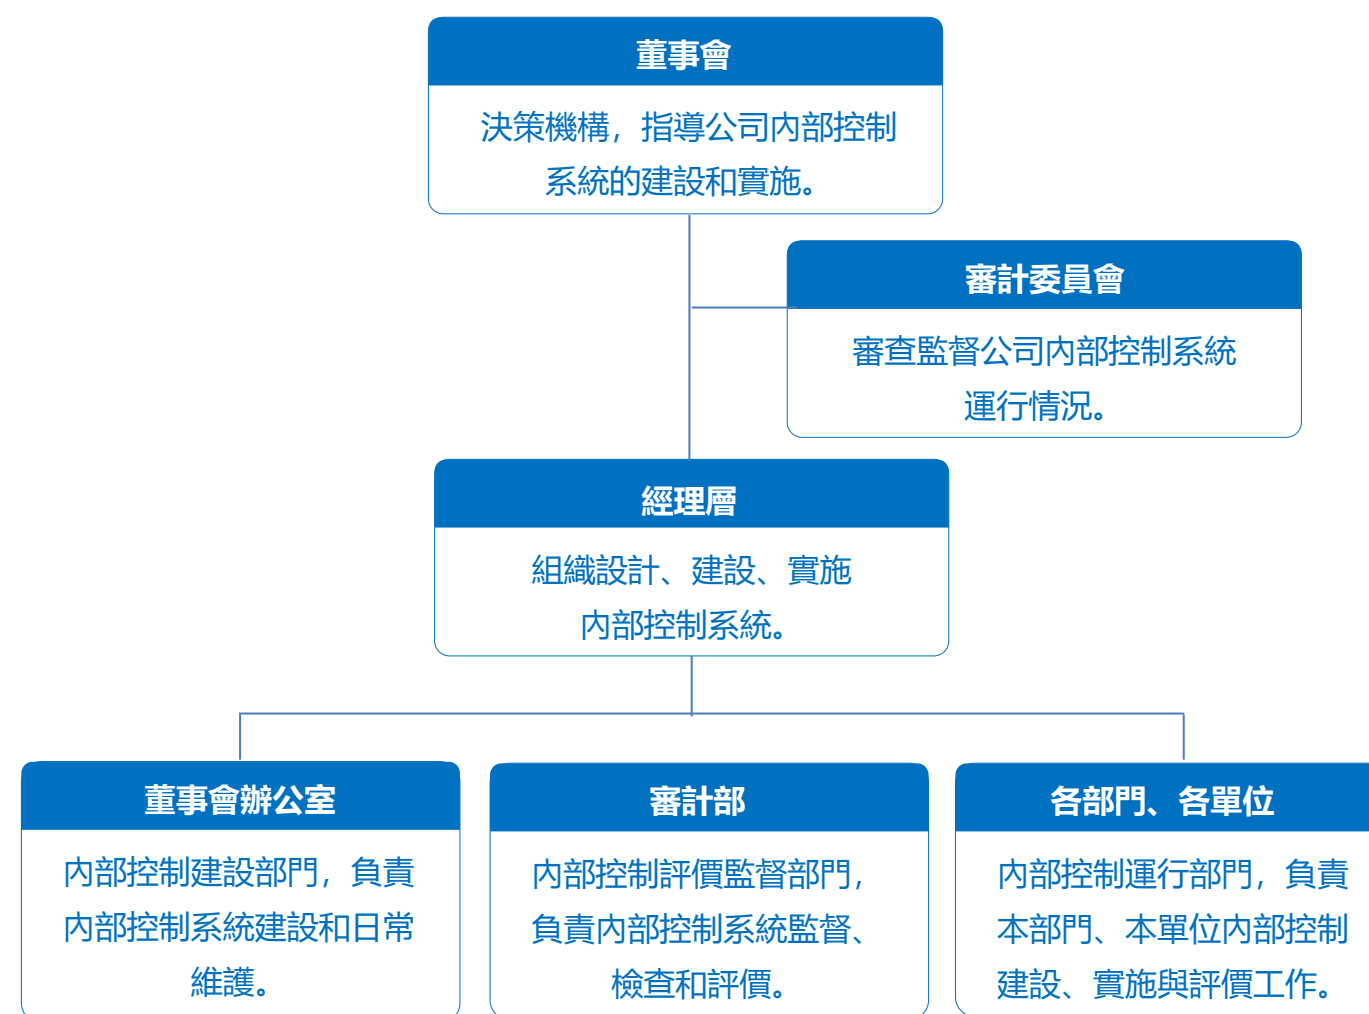 董事會
決策機構，指導公司內部控制
系統的建設和實施。
審計委員會
審查監督公司內部控制系統
運行情況。
經理層
組織設計、建設、實施
內部控制系統。
董事會辦公室
內部控制建設部門，負責
內部控制系統建設和日常
維護。
審計部
內部控制評價監督部門，
負責內部控制系統監督、
檢查和評價。
各部門、各單位
內部控制運行部門，負責
本部門、本單位內部控制
建設、實施與評價工作。